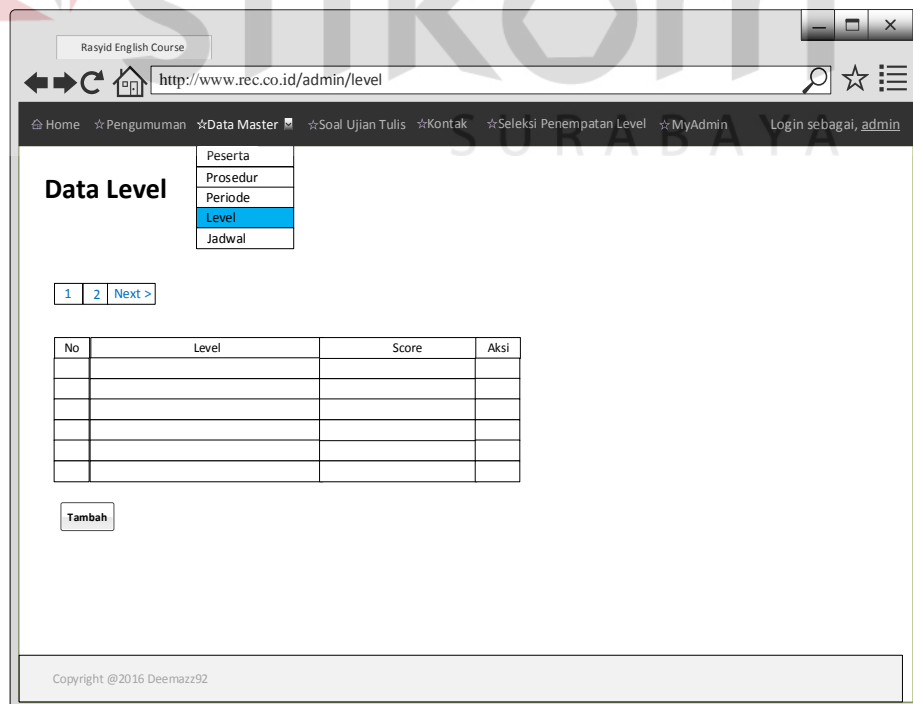 stikom
SURABAYA
Rasyid English Course
http://www.rec.co.id/admin/level
Home Pengumuman Data Master Soal Ujian Tulis Kontak Seleksi Penempatan Level MyAdmin Login sebagai, admin
Peserta
Prosedur
Periode
Level
Jadwal
Data Level
1 2 Next >
No Level Score Aksi
Tambah
Copyright @2016 Deemazz92